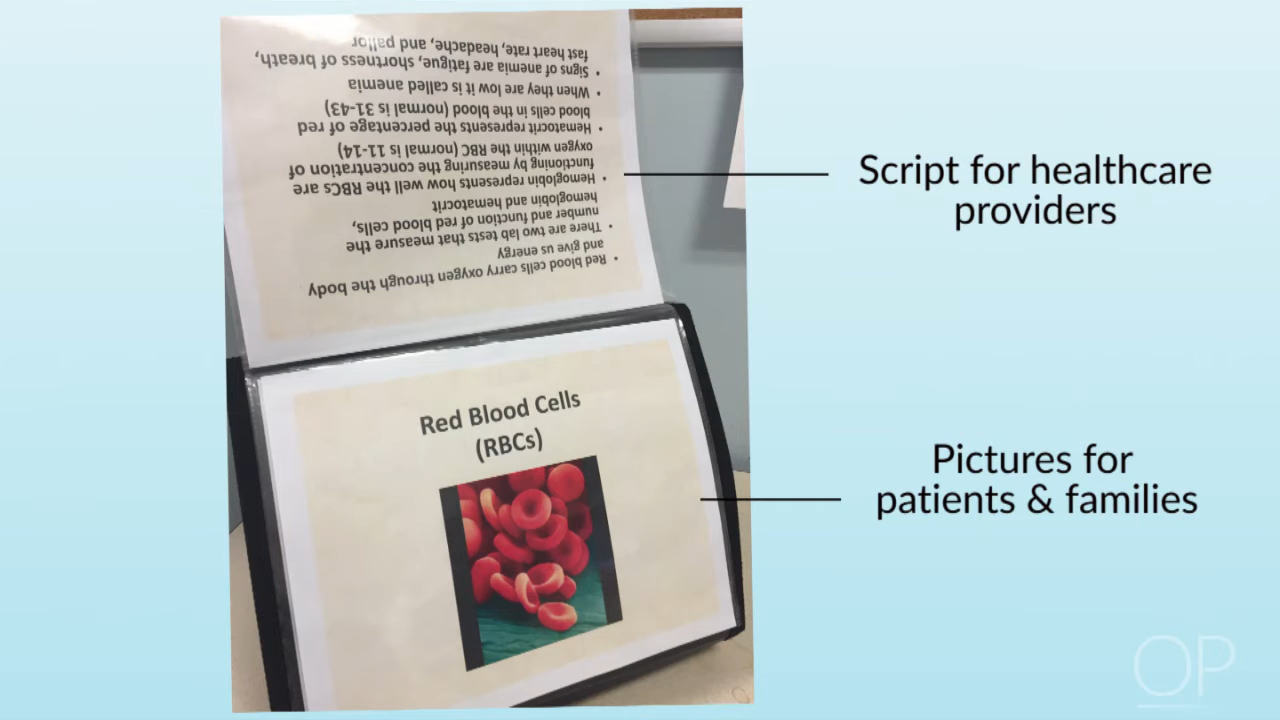 • Red blood cells carry oxygen through the body
and give us energy
• There are two lab tests that measure the
number and function of red blood cells,
hemoglobin and hematocrit
• Hemoglobin represents how well the RBCs are
functioning by measuring the concentration of
oxygen within the RBC (normal is 11-14)
• Hematocrit represents the percentage of red
blood cells in the blood (normal is 31-43)
• When they are low it is called anemia
• Signs of anemia are fatigue, shortness of breath,
fast heart rate, headache, and pallor
Script for healthcare
providers
Red Blood Cells
(RBCs)
Pictures for
patients & families
OP